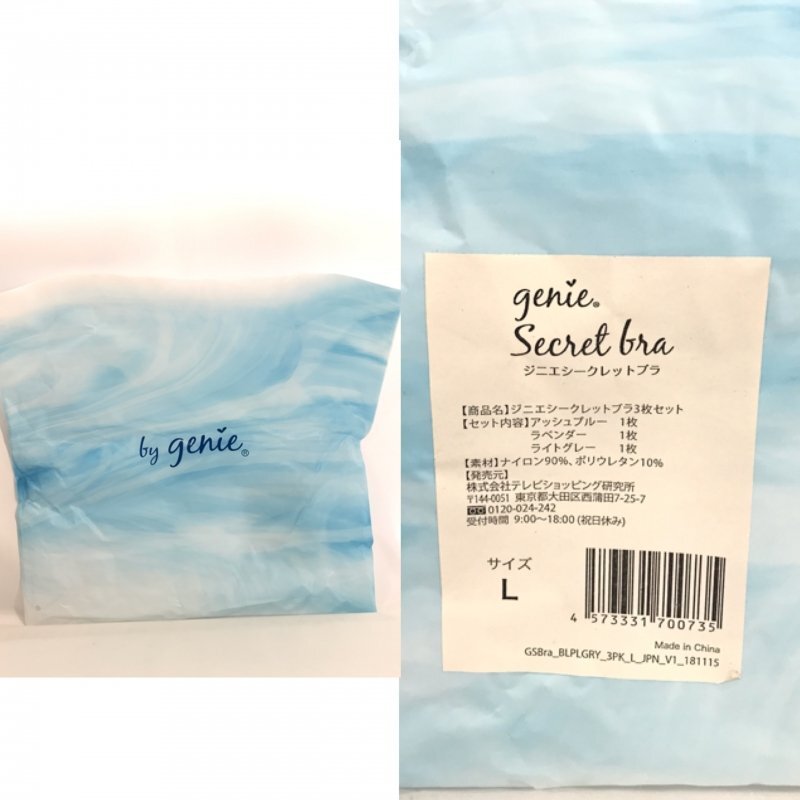 by genie®
genie®
Secret bra
ジニエシークレットブラ
【商品名】ジニエシークレットブラ3枚セット
【セット内容】アッシュブルー 1枚
ラベンダー 1枚
ライトグレー 1枚
【素材】ナイロン90%、ポリウレタン10%
【発売元】
株式会社テレビショッピング研究所
〒144-0051 東京都大田区西蒲田7-25-7
0120-024-242
受付時間 9:00〜18:00 (祝日休み)
サイズ
L
4 573331 700735
Made in China
GSBra_BLPLGRY_3PK_L_JPN_V1_181115